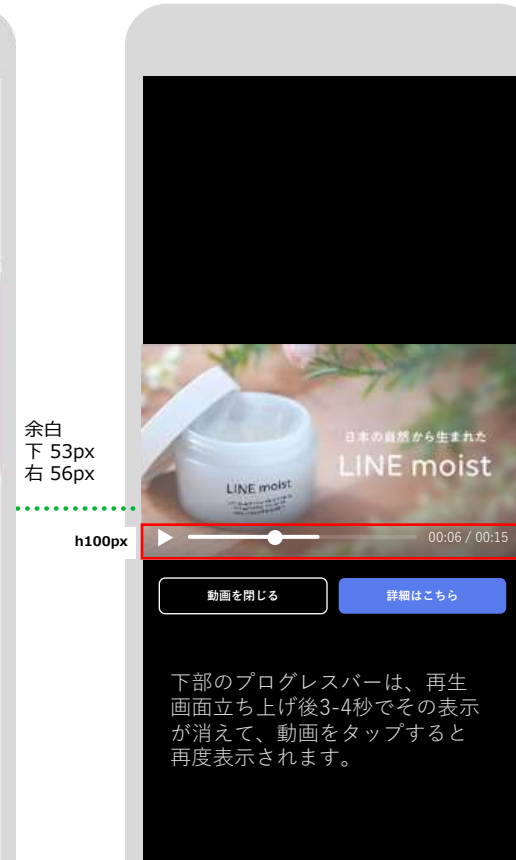 余白
下 53px
右 56px
h100px
日本の自然から生まれた
LINE moist
LINE moist
00:06 / 00:15
動画を閉じる
詳細はこちら
下部のプログレスバーは、再生
画面立ち上げ後3-4秒でその表示
が消えて、動画をタップすると
再度表示されます。